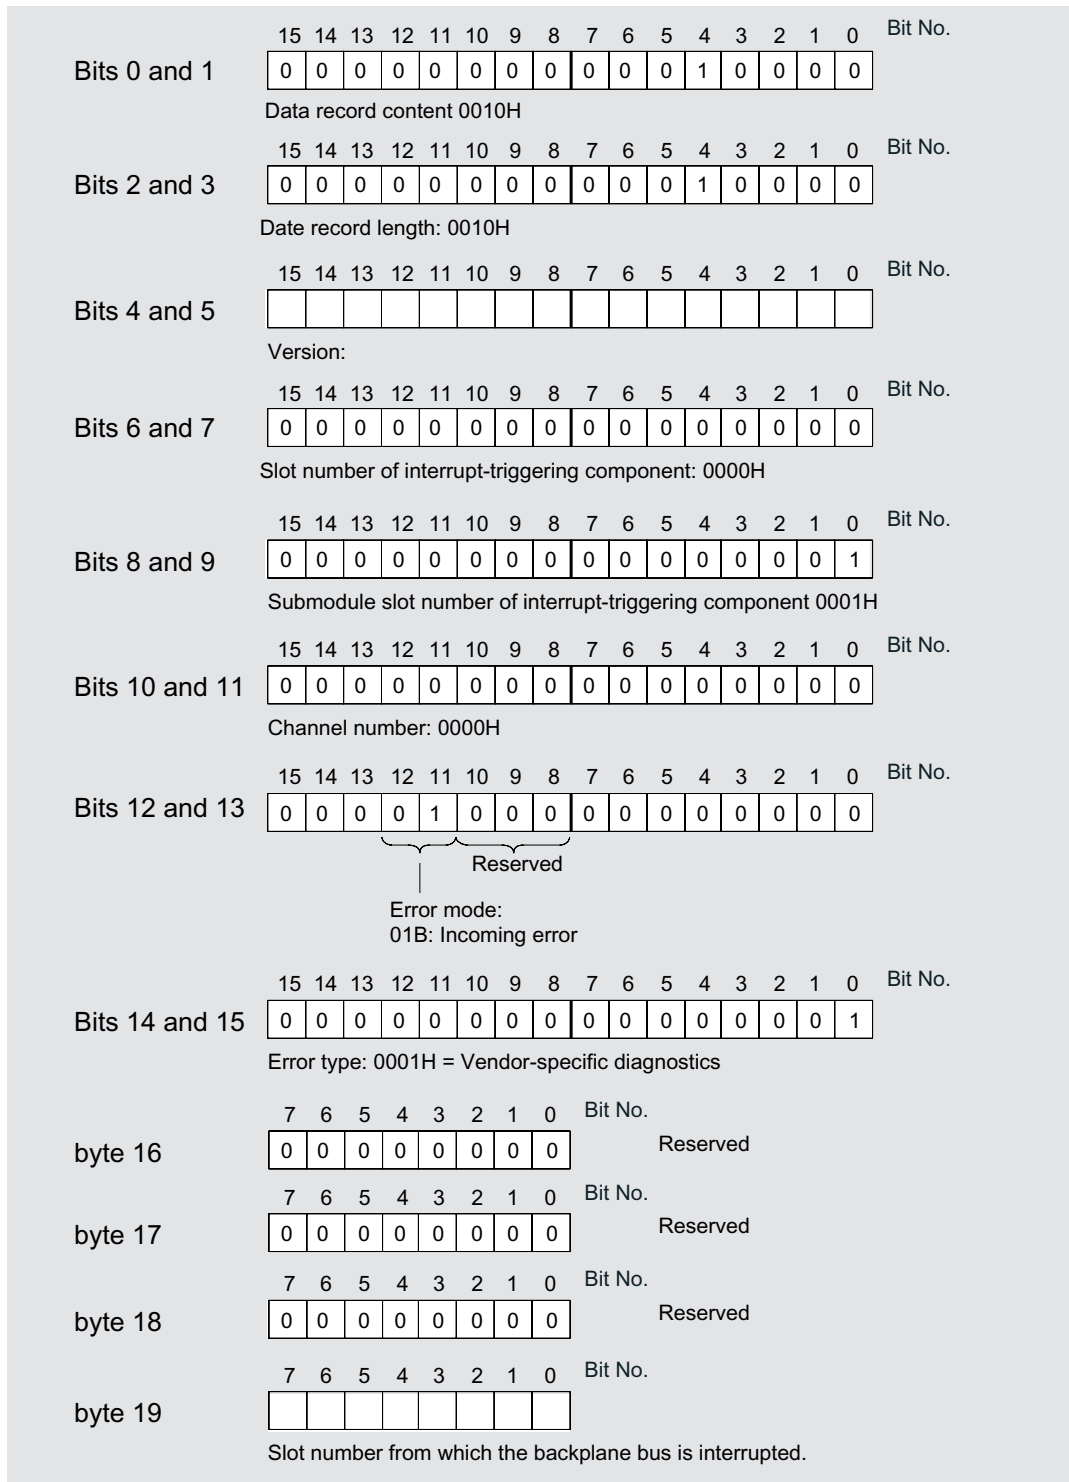 15 14 13 12 11 10 9 8 7 6 5 4 3 2 1 0 Bit No.
Bits 0 and 1 0 0 0 0 0 0 0 0 0 0 0 1 0 0 0 0
Data record content 0010H
15 14 13 12 11 10 9 8 7 6 5 4 3 2 1 0 Bit No.
Bits 2 and 3 0 0 0 0 0 0 0 0 0 0 0 1 0 0 0 0
Date record length: 0010H
15 14 13 12 11 10 9 8 7 6 5 4 3 2 1 0 Bit No.
Bits 4 and 5
Version:
15 14 13 12 11 10 9 8 7 6 5 4 3 2 1 0 Bit No.
Bits 6 and 7 0 0 0 0 0 0 0 0 0 0 0 0 0 0 0 0
Slot number of interrupt-triggering component: 0000H
15 14 13 12 11 10 9 8 7 6 5 4 3 2 1 0 Bit No.
Bits 8 and 9 0 0 0 0 0 0 0 0 0 0 0 0 0 0 0 1
Submodule slot number of interrupt-triggering component 0001H
15 14 13 12 11 10 9 8 7 6 5 4 3 2 1 0 Bit No.
Bits 10 and 11 0 0 0 0 0 0 0 0 0 0 0 0 0 0 0 0
Channel number: 0000H
15 14 13 12 11 10 9 8 7 6 5 4 3 2 1 0 Bit No.
Bits 12 and 13 0 0 0 0 1 0 0 0 0 0 0 0 0 0 0 0
Reserved
Error mode:
01B: Incoming error
15 14 13 12 11 10 9 8 7 6 5 4 3 2 1 0 Bit No.
Bits 14 and 15 0 0 0 0 0 0 0 0 0 0 0 0 0 0 0 1
Error type: 0001H = Vendor-specific diagnostics
7 6 5 4 3 2 1 0 Bit No.
byte 16 0 0 0 0 0 0 0 0 Reserved
7 6 5 4 3 2 1 0 Bit No.
byte 17 0 0 0 0 0 0 0 0 Reserved
7 6 5 4 3 2 1 0 Bit No.
byte 18 0 0 0 0 0 0 0 0 Reserved
7 6 5 4 3 2 1 0 Bit No.
byte 19
Slot number from which the backplane bus is interrupted.